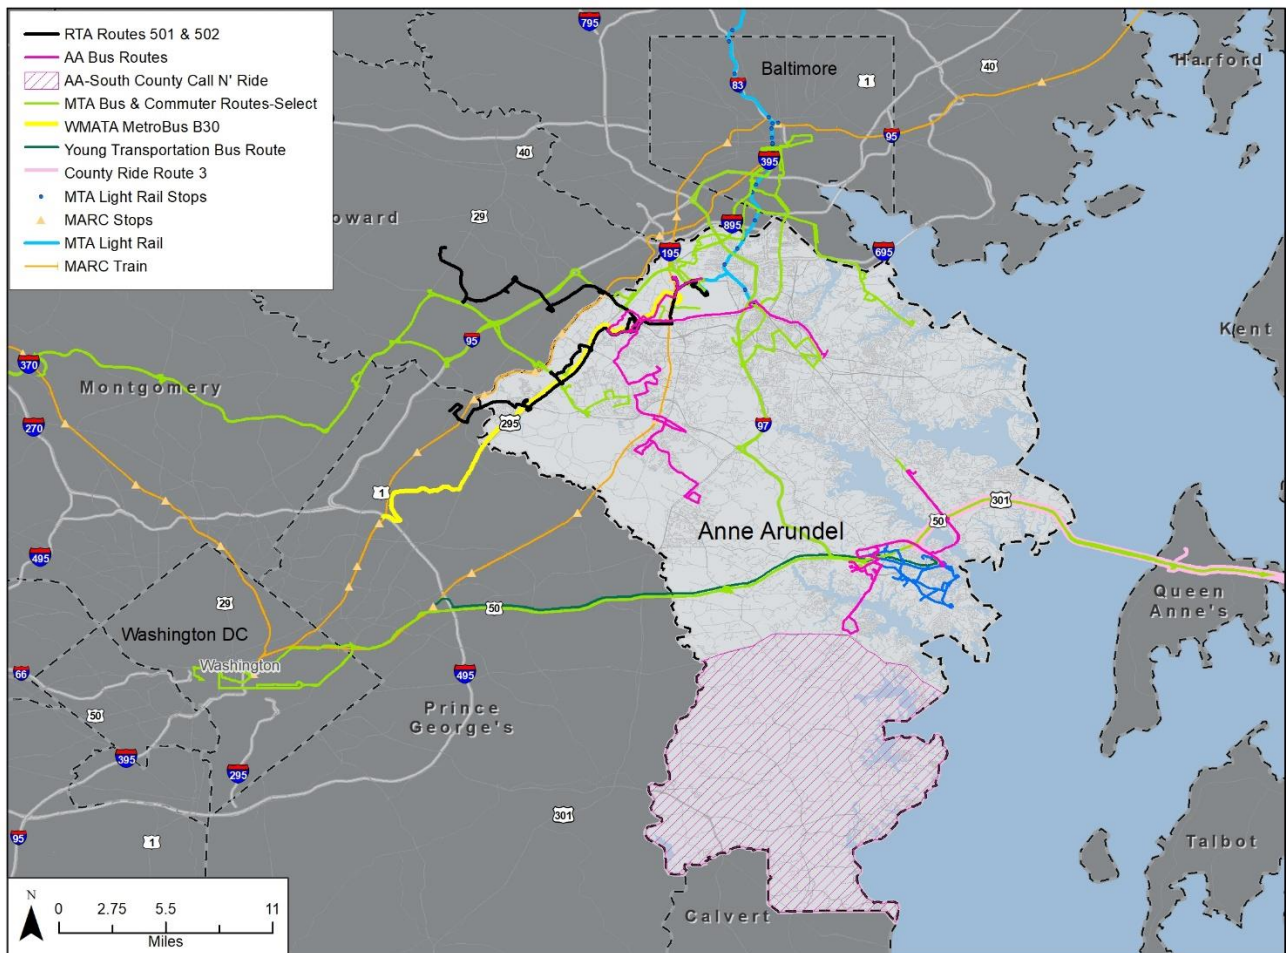 RTA Routes 501 & 502
AA Bus Routes
AA-South County Call N' Ride
MTA Bus & Commuter Routes-Select
WMATA MetroBus B30
Young Transportation Bus Route
County Ride Route 3
MTA Light Rail Stops
MARC Stops
MTA Light Rail
MARC Train
795
Harford
Baltimore
40
1
83
95
395
40
29
oward
895
195
695
Kent
95
370
Montgomery
270
295
97
1
301
50
Anne Arundel
495
Queen
Anne's
29
50
Washington DC
Washington
66
495
50
Prince
George's
395
295
301
95
1
Talbot
Calvert
N
0 2.75 5.5 11
Miles